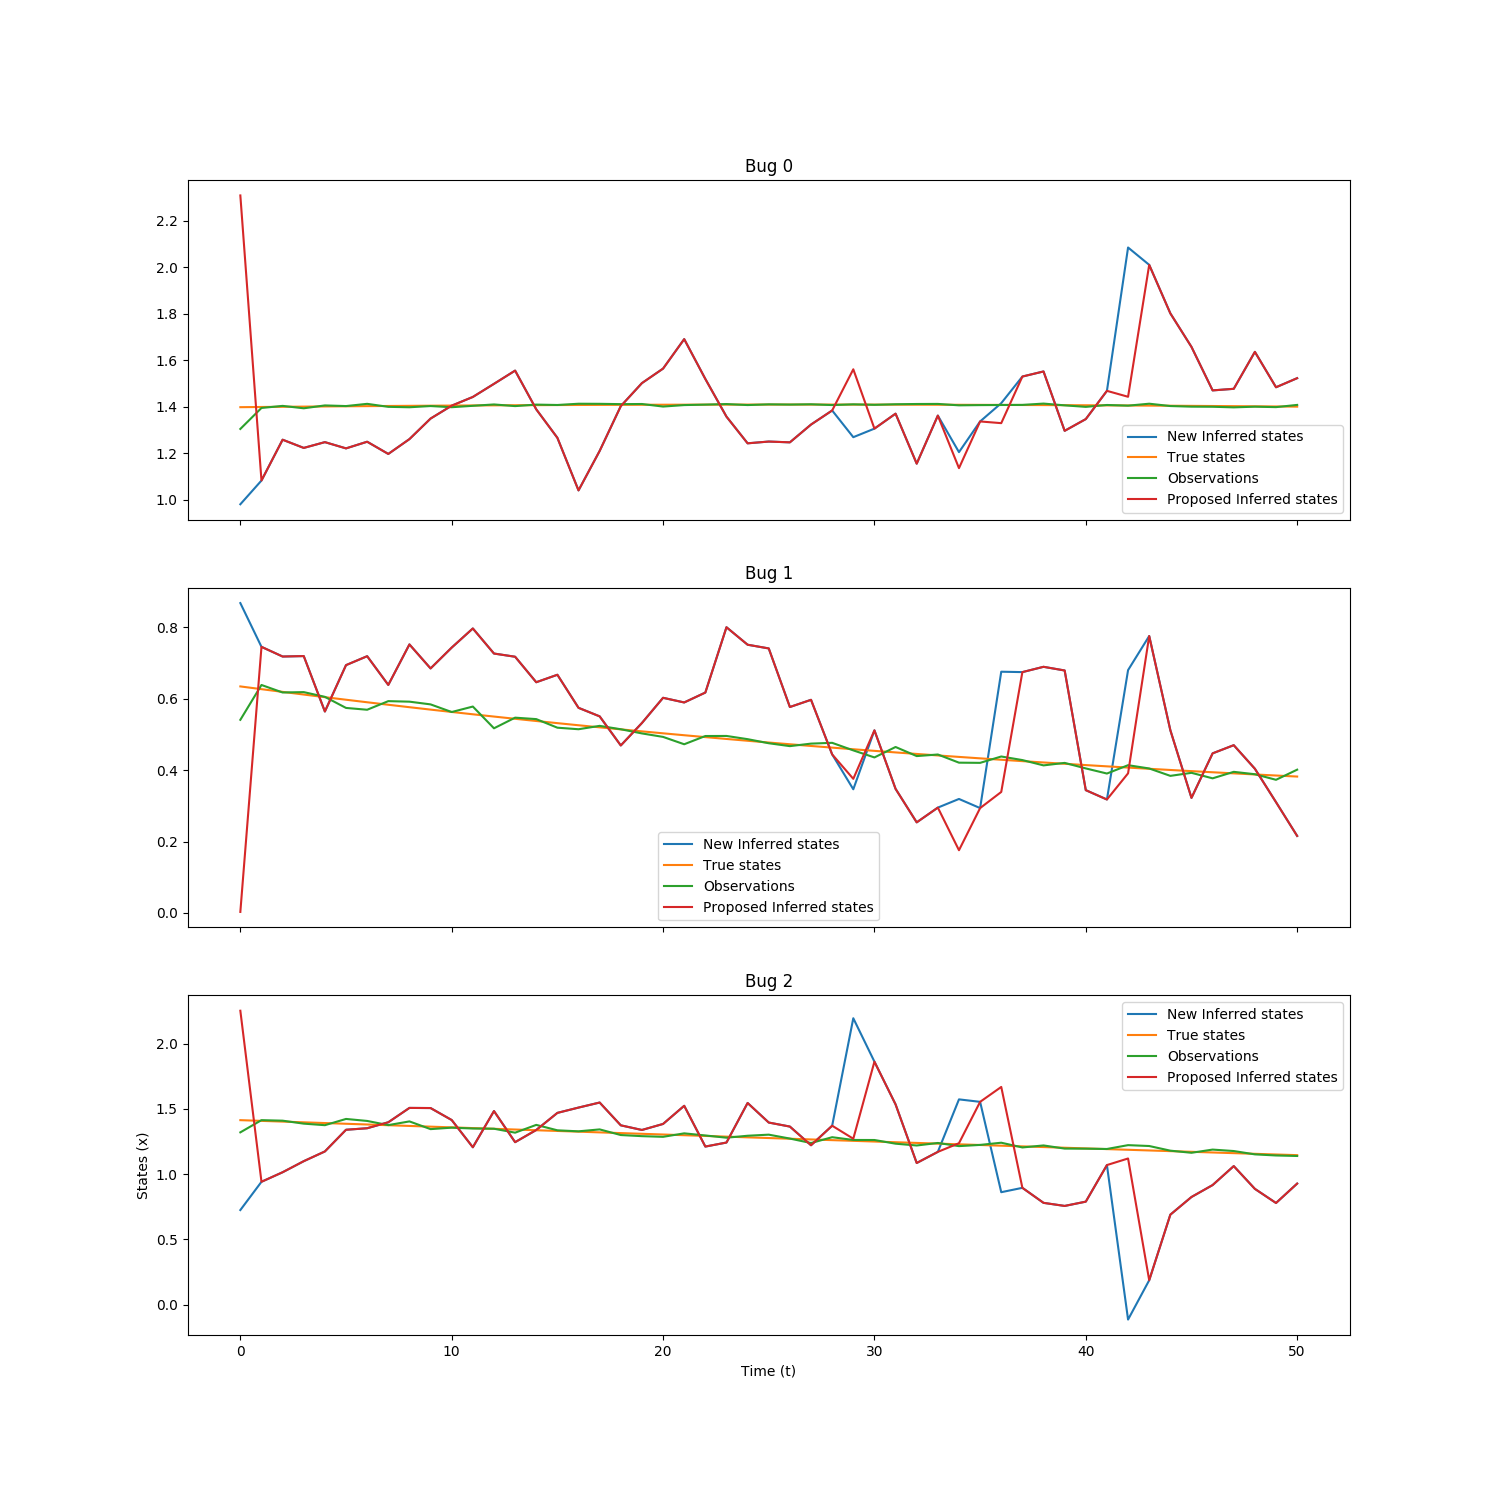 Bug 0
2.2
2.0
1.8
1.6
1.4
1.2
1.0
New Inferred states
True states
Observations
Proposed Inferred states
Bug 1
0.8
0.6
0.4
0.2
0.0
New Inferred states
True states
Observations
Proposed Inferred states
Bug 2
States (x)
2.0
1.5
1.0
0.5
0.0
New Inferred states
True states
Observations
Proposed Inferred states
0 10 20 30 40 50
Time (t)